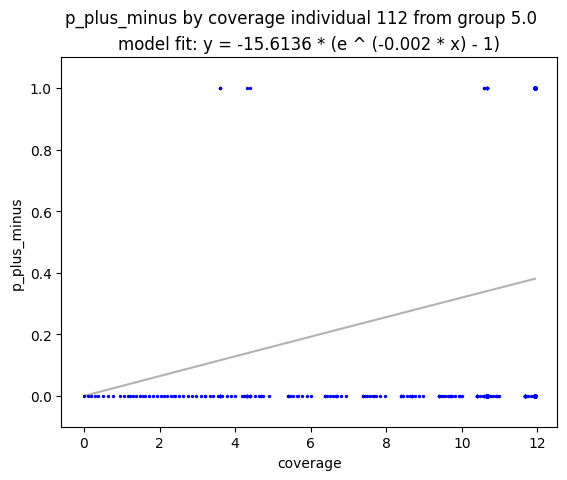 p_plus_minus by coverage individual 112 from group 5.0
model fit: y = -15.6136 * (e ^ (-0.002 * x) - 1)
1.0
0.8
0.6
0.4
0.2
0.0
p_plus_minus
0 2 4 6 8 10 12
coverage